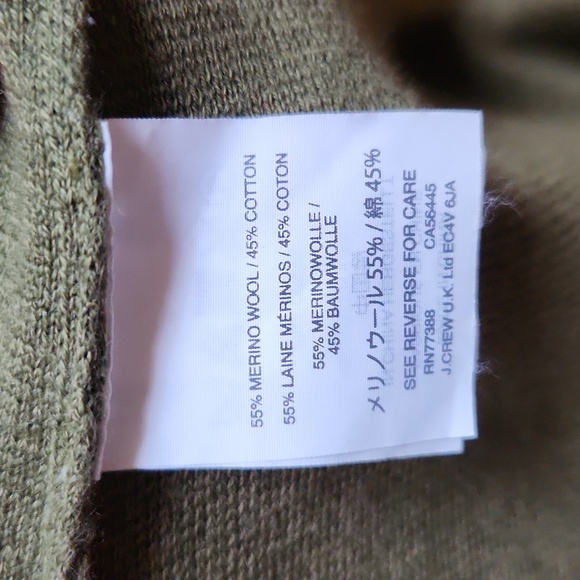 55% MERINO WOOL / 45% COTTON
55% LAINE MÉRINOS / 45% COTON
55% MERINOWOLLE /
45% BAUMWOLLE
メリノウール 55% / 綿 45%
SEE REVERSE FOR CARE
RN77388 CA56445
J.CREW U.K. Ltd EC4V 6JA